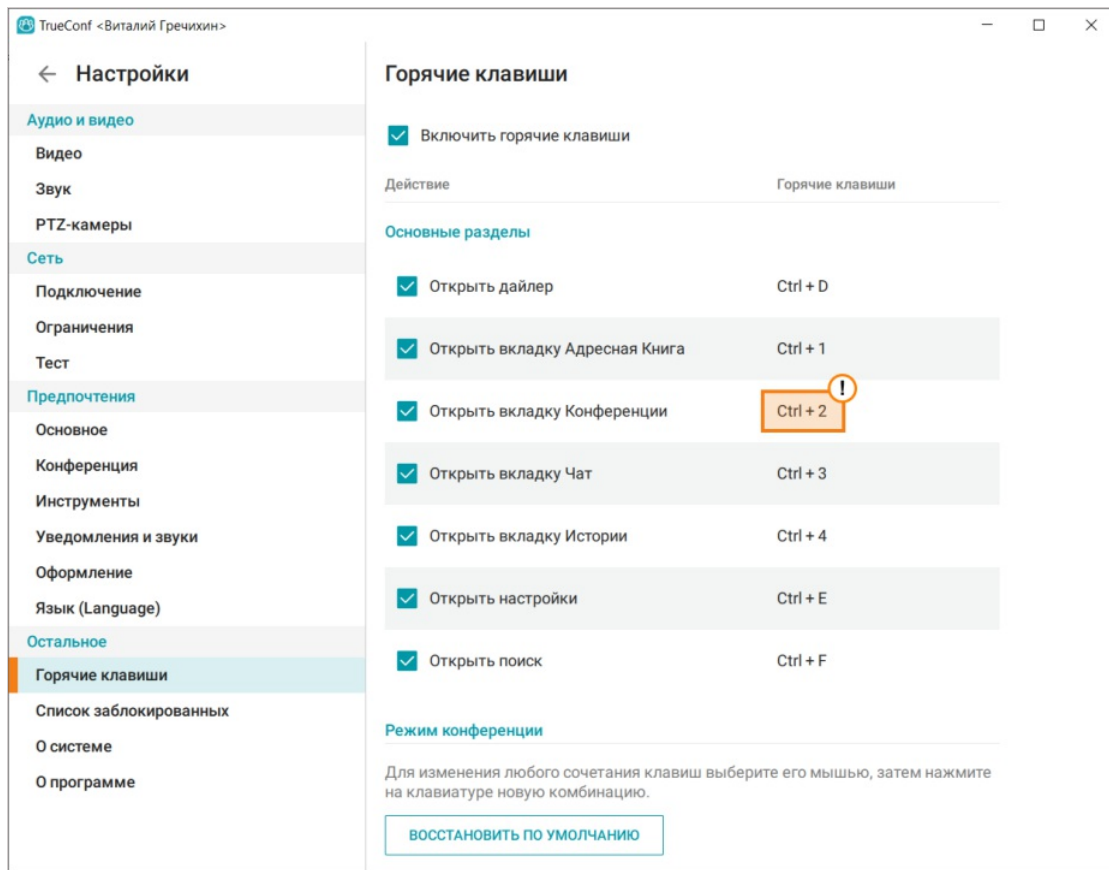 TrueConf <Виталий Гречихин>
Настройки
Аудио и видео
Видео
Звук
PTZ-камеры
Сеть
Подключение
Ограничения
Тест
Предпочтения
Основное
Конференция
Инструменты
Уведомления и звуки
Оформление
Язык (Language)
Остальное
Горячие клавиши
Список заблокированных
О системе
О программе
Горячие клавиши
Включить горячие клавиши
Действие Горячие клавиши
Основные разделы
Открыть дайлер Ctrl + D
Открыть вкладку Адресная Книга Ctrl + 1
!
Открыть вкладку Конференции Ctrl + 2
Открыть вкладку Чат Ctrl + 3
Открыть вкладку Истории Ctrl + 4
Открыть настройки Ctrl + E
Открыть поиск Ctrl + F
Режим конференции
Для изменения любого сочетания клавиш выберите его мышью, затем нажмите
на клавиатуре новую комбинацию.
ВОССТАНОВИТЬ ПО УМОЛЧАНИЮ